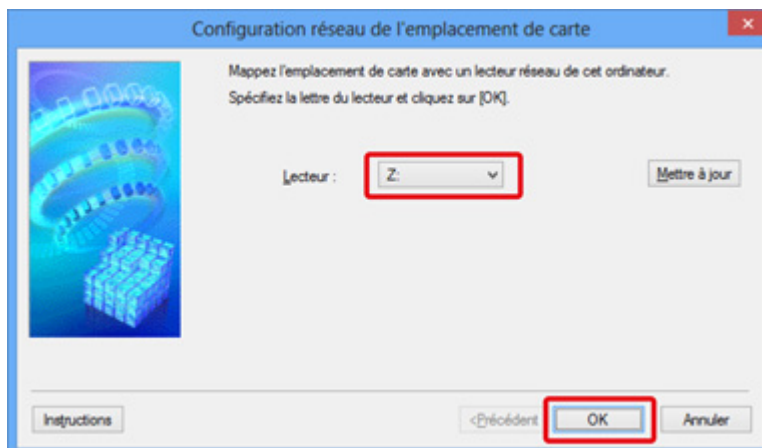 Configuration réseau de l'emplacement de carte
Mappez l'emplacement de carte avec un lecteur réseau de cet ordinateur.
Spécifiez la lettre du lecteur et cliquez sur [OK].
Lecteur : Z: Mettre à jour
Instructions <Précédent OK Annuler